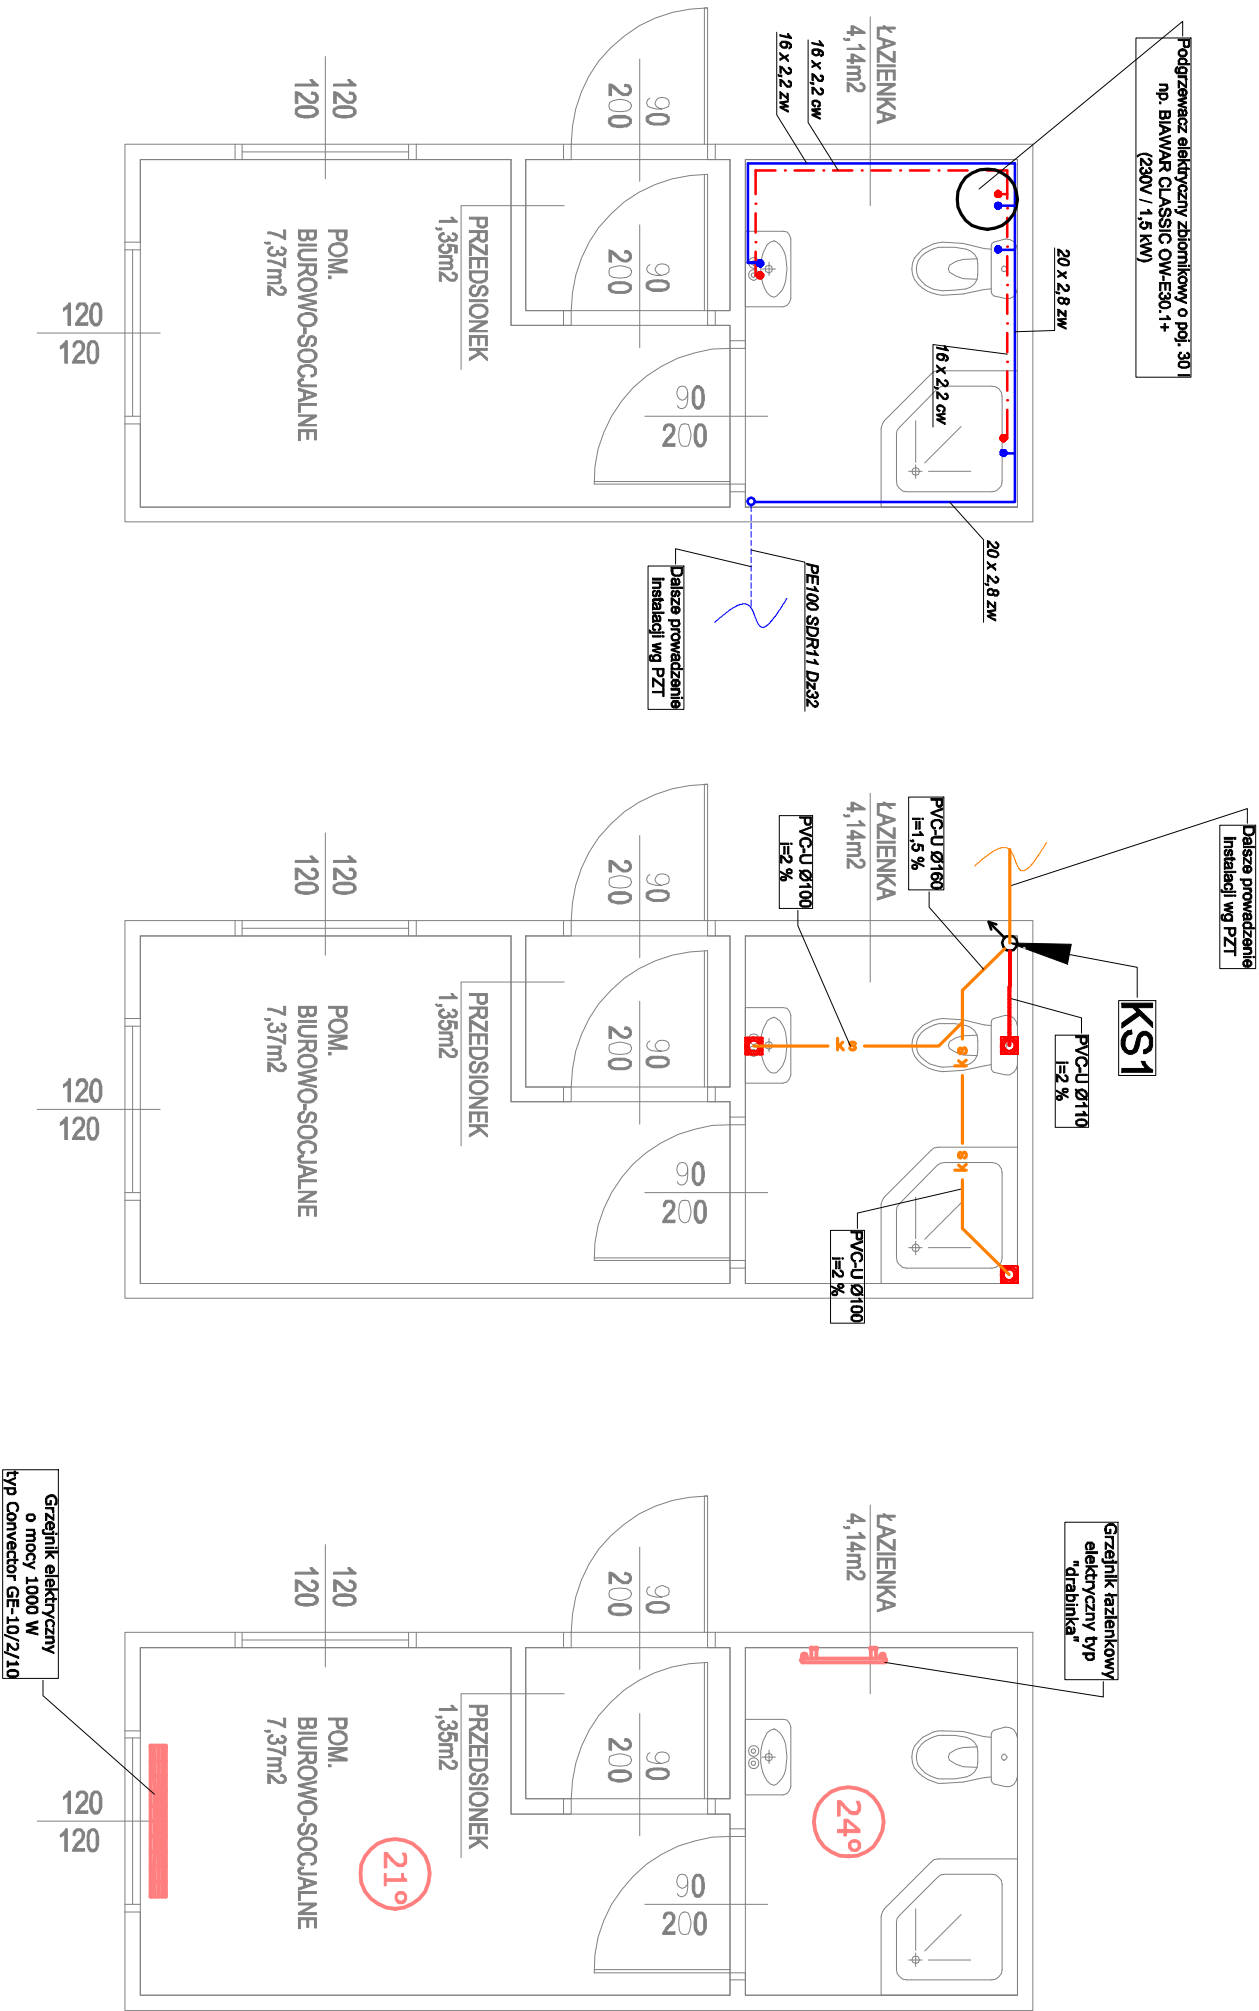 Podgrzewacz elektryczny zbiornikowy o poj. 30 l
np. BIAWAR CLASSIC OW-E30.1+
(230V / 1,5 kW)
20 x 2,8 zw
20 x 2,8 zw
16 x 2,2 cw
ŁAZIENKA
4,14m2
16 x 2,2 cw
16 x 2,2 zw
PE100 SDR11 Dz32
Dalsze prowadzenie
instalacji wg PZT
90
200
90
200
90
200
PRZEDSIONEK
1,35m2
120
120
POM.
BIUROWO-SOCJALNE
7,37m2
120
120
Dalsze prowadzenie
instalacji wg PZT
KS1
PVC-U Ø110
i=2 %
PVC-U Ø160
i=1,5 %
ks
ks
ŁAZIENKA
4,14m2
PVC-U Ø100
i=2 %
ks
PVC-U Ø100
i=2 %
90
200
90
200
90
200
PRZEDSIONEK
1,35m2
120
120
POM.
BIUROWO-SOCJALNE
7,37m2
120
120
Grzejnik łazienkowy
elektryczny typ
"drabinka"
ŁAZIENKA
4,14m2
24°
90
200
90
200
90
200
PRZEDSIONEK
1,35m2
21°
120
120
POM.
BIUROWO-SOCJALNE
7,37m2
120
120
Grzejnik elektryczny
o mocy 1000 W
typ Convector GE-10/2/10